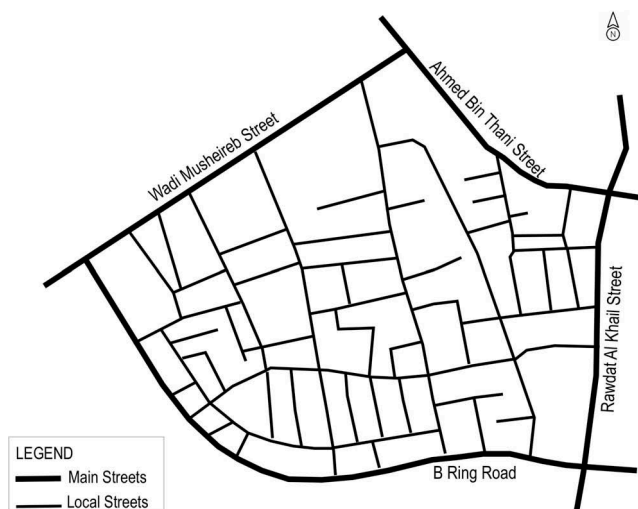 N
Ahmed Bin Thani Street
Wadi Musheireb Street
Rawdat Al Khail Street
B Ring Road
LEGEND
Main Streets
Local Streets